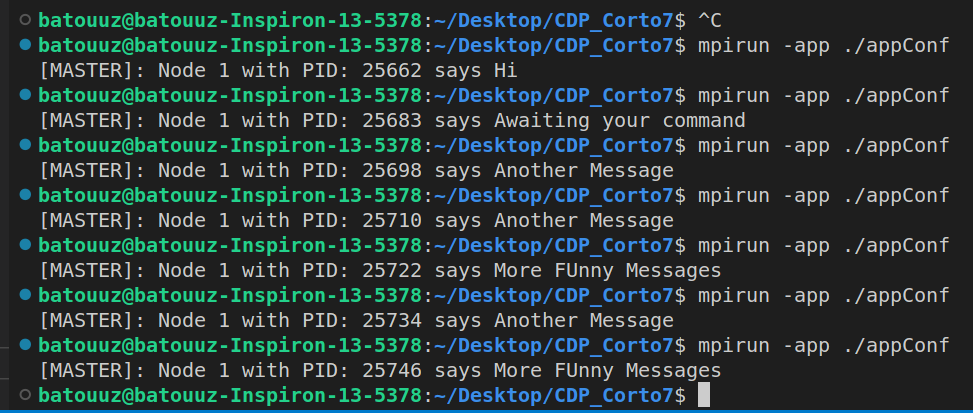 batouuz@batouuz-Inspiron-13-5378:~/Desktop/CDP_Corto7$ ^C
batouuz@batouuz-Inspiron-13-5378:~/Desktop/CDP_Corto7$ mpirun -app ./appConf
[MASTER]: Node 1 with PID: 25662 says Hi
batouuz@batouuz-Inspiron-13-5378:~/Desktop/CDP_Corto7$ mpirun -app ./appConf
[MASTER]: Node 1 with PID: 25683 says Awaiting your command
batouuz@batouuz-Inspiron-13-5378:~/Desktop/CDP_Corto7$ mpirun -app ./appConf
[MASTER]: Node 1 with PID: 25698 says Another Message
batouuz@batouuz-Inspiron-13-5378:~/Desktop/CDP_Corto7$ mpirun -app ./appConf
[MASTER]: Node 1 with PID: 25710 says Another Message
batouuz@batouuz-Inspiron-13-5378:~/Desktop/CDP_Corto7$ mpirun -app ./appConf
[MASTER]: Node 1 with PID: 25722 says More FUnny Messages
batouuz@batouuz-Inspiron-13-5378:~/Desktop/CDP_Corto7$ mpirun -app ./appConf
[MASTER]: Node 1 with PID: 25734 says Another Message
batouuz@batouuz-Inspiron-13-5378:~/Desktop/CDP_Corto7$ mpirun -app ./appConf
[MASTER]: Node 1 with PID: 25746 says More FUnny Messages
batouuz@batouuz-Inspiron-13-5378:~/Desktop/CDP_Corto7$